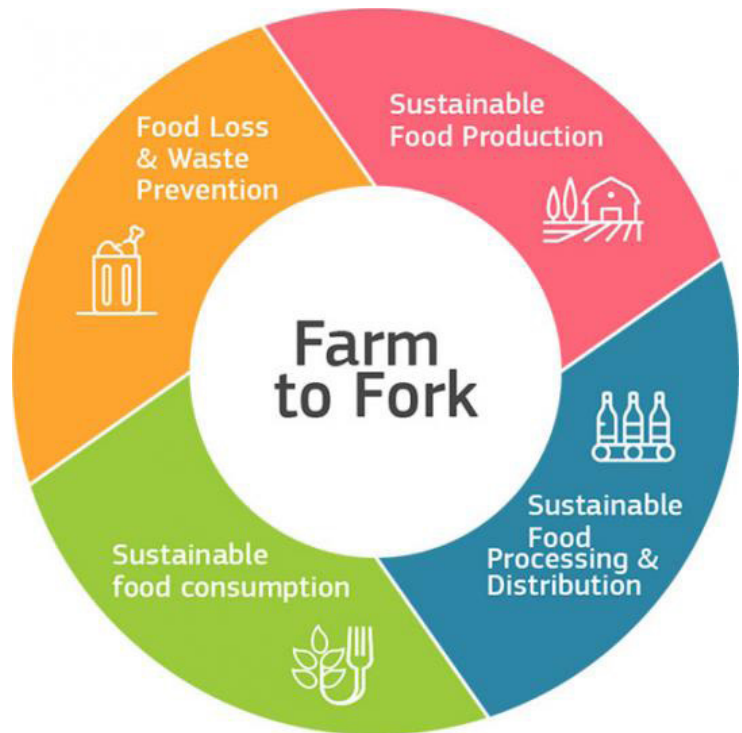 Sustainable
Food Production
Food Loss
& Waste
Prevention
Farm
to Fork
Sustainable
Food
Processing &
Distribution
Sustainable
food consumption